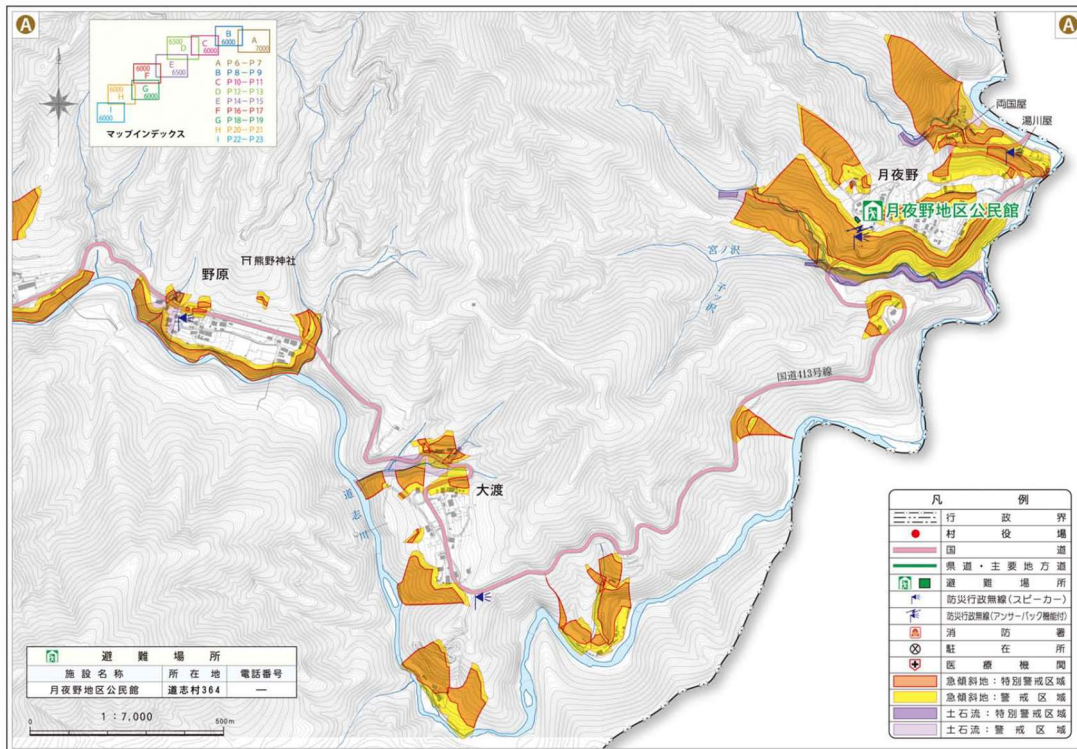 A
A
B
6000
A
7000
C
6000
6500
D
E
6500
6000
F
G
6000
6000
H
I
6000
A P 6～P 7
B P 8～P 9
C P10～P11
D P12～P13
E P14～P15
F P16～P17
G P18～P19
H P20～P21
I P22～P23
マップインデックス
両国屋
湯川屋
月夜野
月夜野地区公民館
宮ノ沢
子ノ沢
熊野神社
野原
国道413号線
大渡
道志川
凡例
行政界
村役場
国道
県道・主要地方道
避難場所
防災行政無線(スピーカー)
防災行政無線(アンサーバック機能付)
消防署
駐在所
医療機関
急傾斜地：特別警戒区域
急傾斜地：警戒区域
土石流：特別警戒区域
土石流：警戒区域
避難場所
施設名称 所在地 電話番号
月夜野地区公民館 道志村364 ―
1：7,000
0 500m